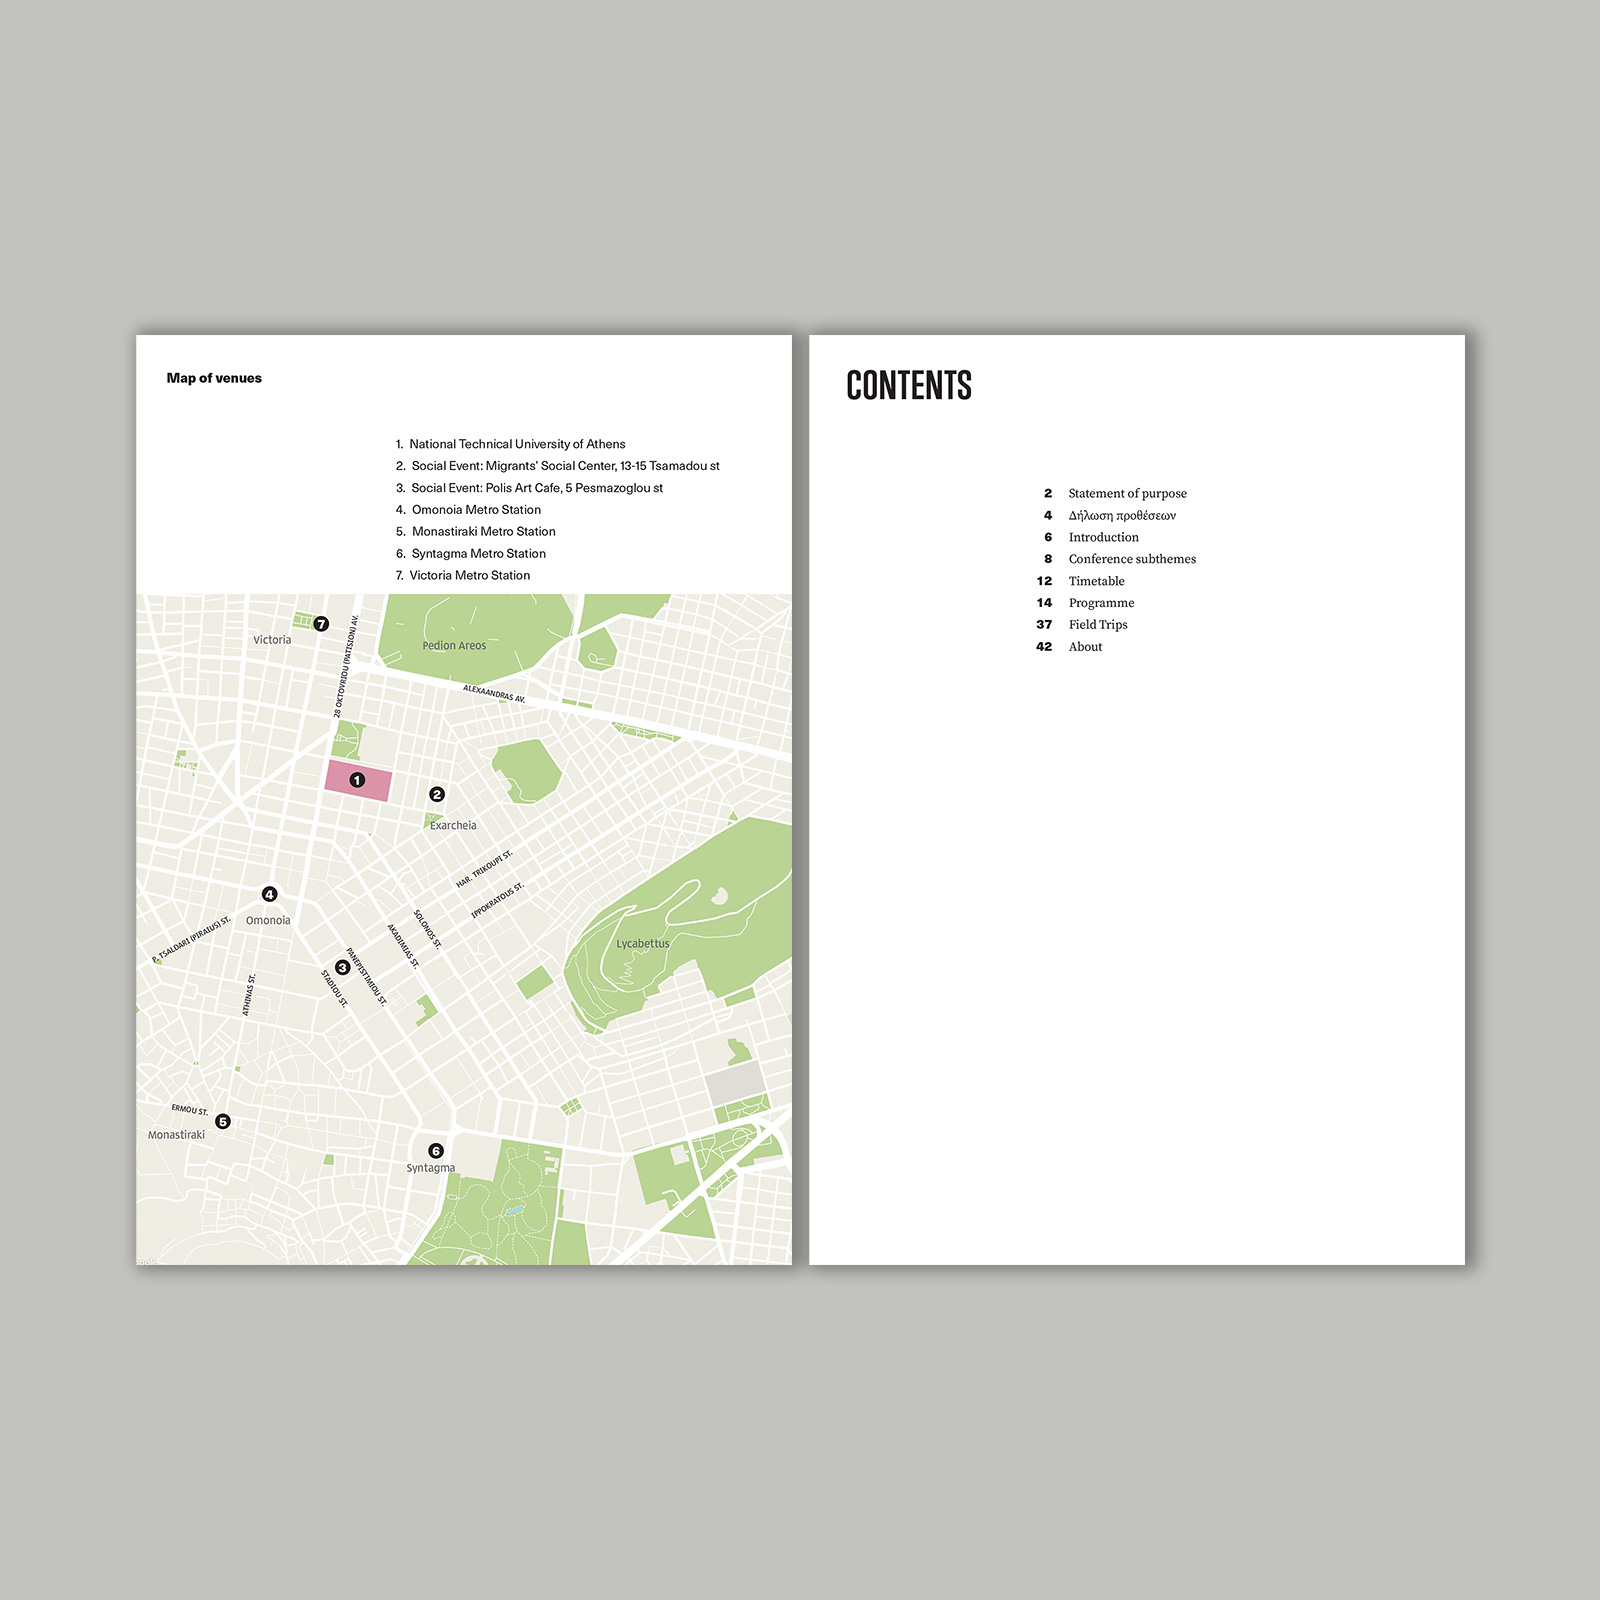 Map of venues
1. National Technical University of Athens
2. Social Event: Migrants' Social Center, 13-15 Tsamadou st
3. Social Event: Polis Art Cafe, 5 Pesmazoglou st
4. Omonoia Metro Station
5. Monastiraki Metro Station
6. Syntagma Metro Station
7. Victoria Metro Station
7
Victoria
28 OKTOVRIOU (PATISION) AV.
Pedion Areos
ALEXAANDRAS AV.
1
2
Exarcheia
HAR. TRIKOUPI ST.
IPPOKRATOUS ST.
4
Omonoia
SOLONOS ST.
AKADIMIAS ST.
P. TSALDARI (PIRAIUS) ST.
Lycabettus
3
PANEPISTIMIOU ST.
STADIOU ST.
ATHINAS ST.
ERMOU ST.
5
Monastiraki
6
Syntagma
CONTENTS
2 Statement of purpose
4 Δήλωση προθέσεων
6 Introduction
8 Conference subthemes
12 Timetable
14 Programme
37 Field Trips
42 About